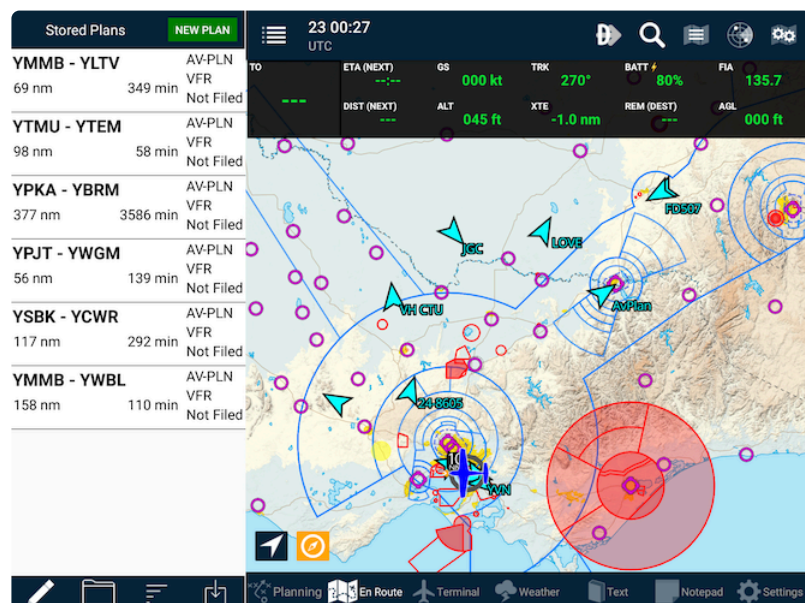 Stored Plans
NEW PLAN
YMMB - YLTV
AV-PLN
VFR
69 nm
349 min
Not Filed
YTMU - YTEM
AV-PLN
VFR
98 nm
58 min
Not Filed
YPKA - YBRM
AV-PLN
VFR
377 nm
3586 min
Not Filed
YPJT - YWGM
AV-PLN
VFR
56 nm
139 min
Not Filed
YSBK - YCWR
AV-PLN
VFR
117 nm
292 min
Not Filed
YMMB - YWBL
AV-PLN
VFR
158 nm
110 min
Not Filed
23 00:27
UTC
TO
---
ETA (NEXT)
--:--
GS
000 kt
TRK
270°
BATT
80%
FIA
135.7
DIST (NEXT)
---
ALT
045 ft
XTE
-1.0 nm
REM (DEST)
---
AGL
000 ft
FD507
JGC
LOVE
VH CTU
AvPlan
24-8605
YVN
Planning
En Route
Terminal
Weather
Text
Notepad
Settings